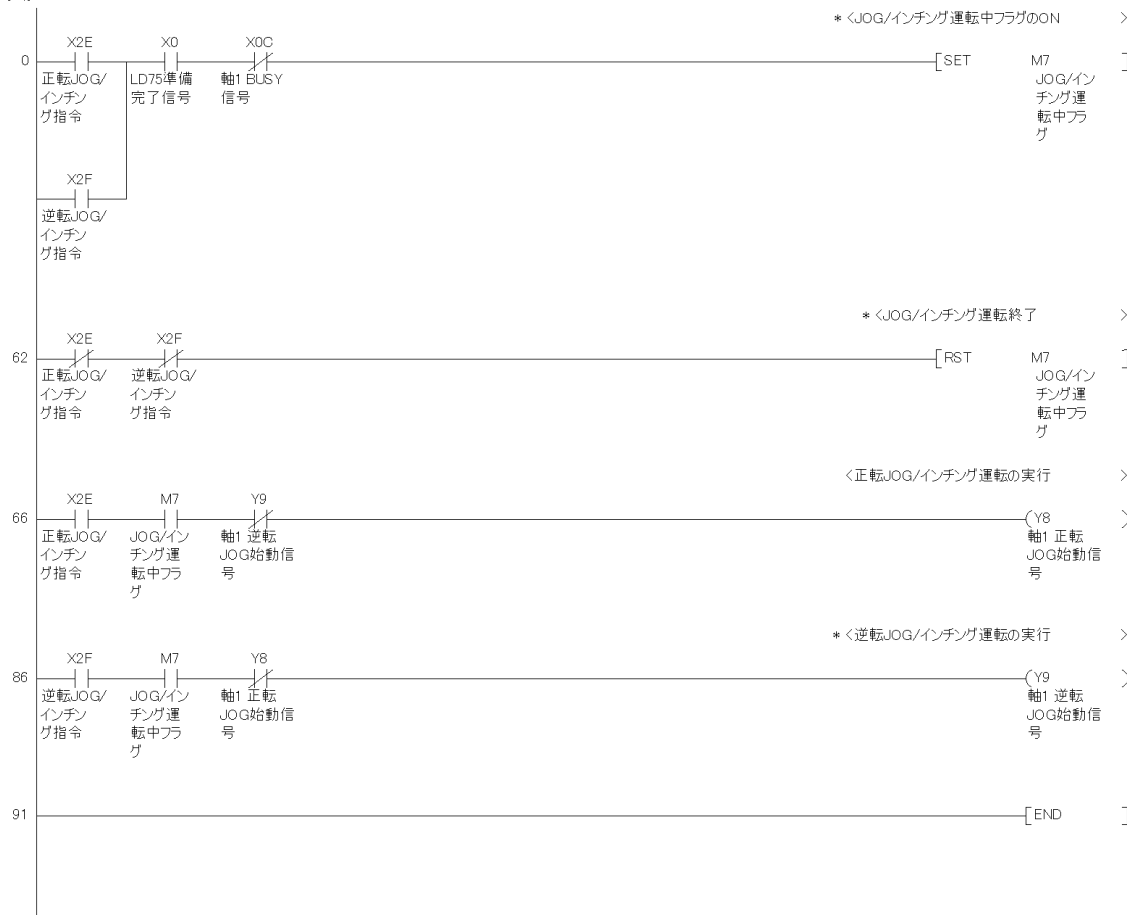 *<JOG/インチング運転中フラグのON >
X2E X0 X0C
0
[SET M7 ]
正転JOG/
インチン
グ指令
LD75準備
完了信号
軸1 BUSY
信号
JOG/イン
チング運
転中フラ
グ
X2F
逆転JOG/
インチン
グ指令
*<JOG/インチング運転終了 >
X2E X2F
62
[RST M7 ]
正転JOG/
インチン
グ指令
逆転JOG/
インチン
グ指令
JOG/イン
チング運
転中フラ
グ
<正転JOG/インチング運転の実行 >
X2E M7 Y9
66
(Y8 )
正転JOG/
インチン
グ指令
JOG/イン
チング運
転中フラ
グ
軸1 逆転
JOG始動信
号
軸1 正転
JOG始動信
号
*<逆転JOG/インチング運転の実行 >
X2F M7 Y8
86
(Y9 )
逆転JOG/
インチン
グ指令
JOG/イン
チング運
転中フラ
グ
軸1 正転
JOG始動信
号
軸1 逆転
JOG始動信
号
91
[END ]